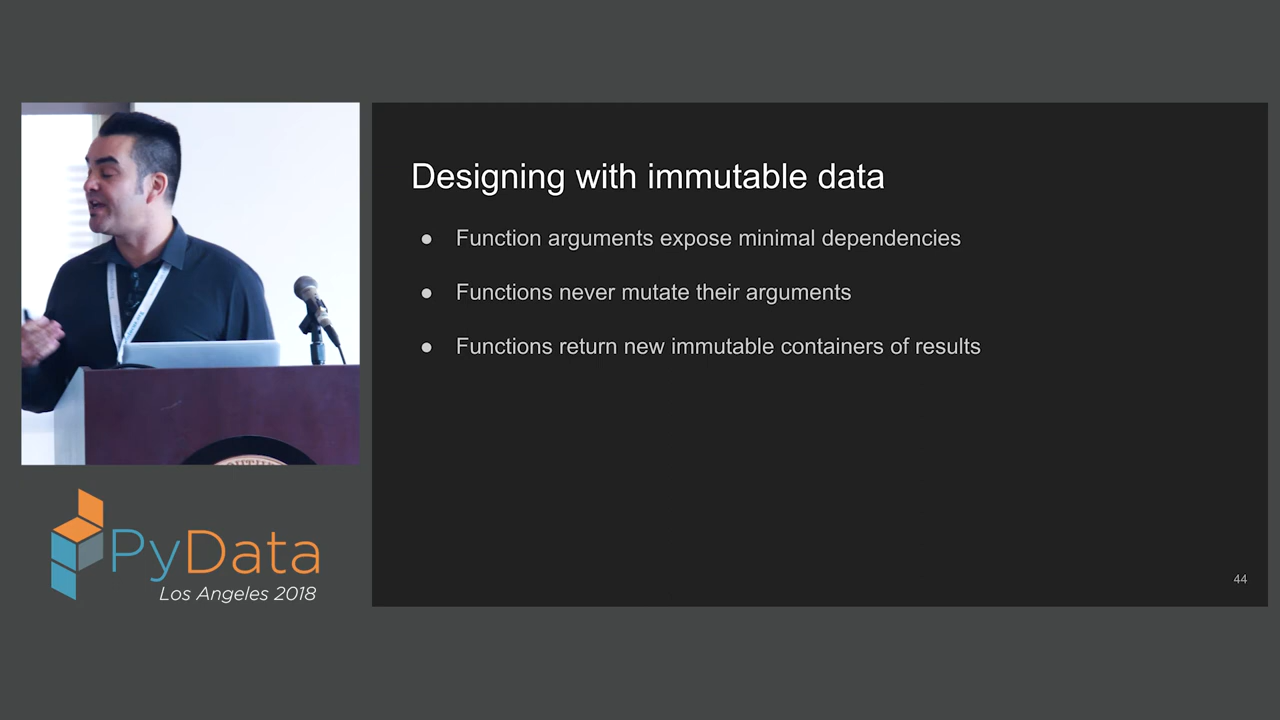 Designing with immutable data
● Function arguments expose minimal dependencies
● Functions never mutate their arguments
● Functions return new immutable containers of results
44
PyData
Los Angeles 2018